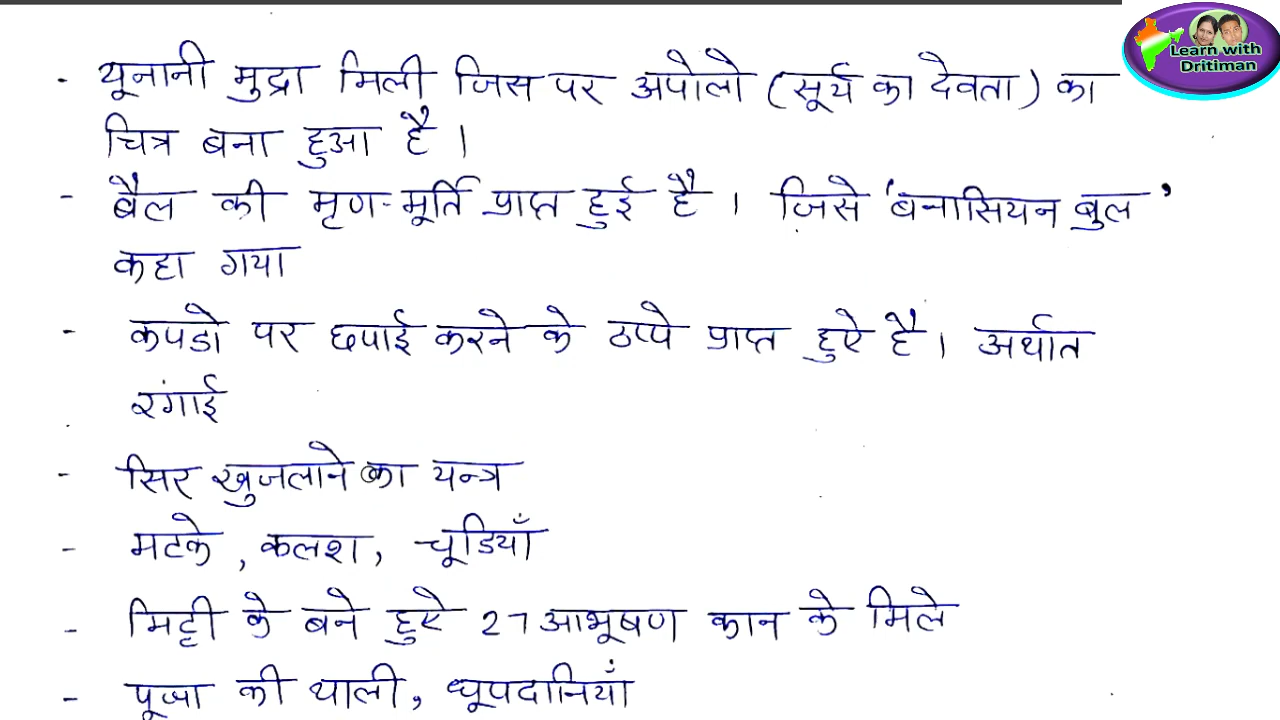 Learn with
Dritiman
- यूनानी मुद्रा मिली जिस पर अपोलो (सूर्य का देवता) का
चित्र बना हुआ है।
- बैल की मृण-मूर्ति प्राप्त हुई है। जिसे 'बनासियन बुल'
कहा गया
- कपडो पर छपाई करने के ठप्पे प्राप्त हुऐ है। अर्थात
रंगाई
- सिर खुजलाने का यन्त्र
- मटके, कलश, चूडियाँ
- मिट्टी के बने हुऐ 27 आभूषण कान के मिले
- पूजा की थाली, धूपदानियाँ